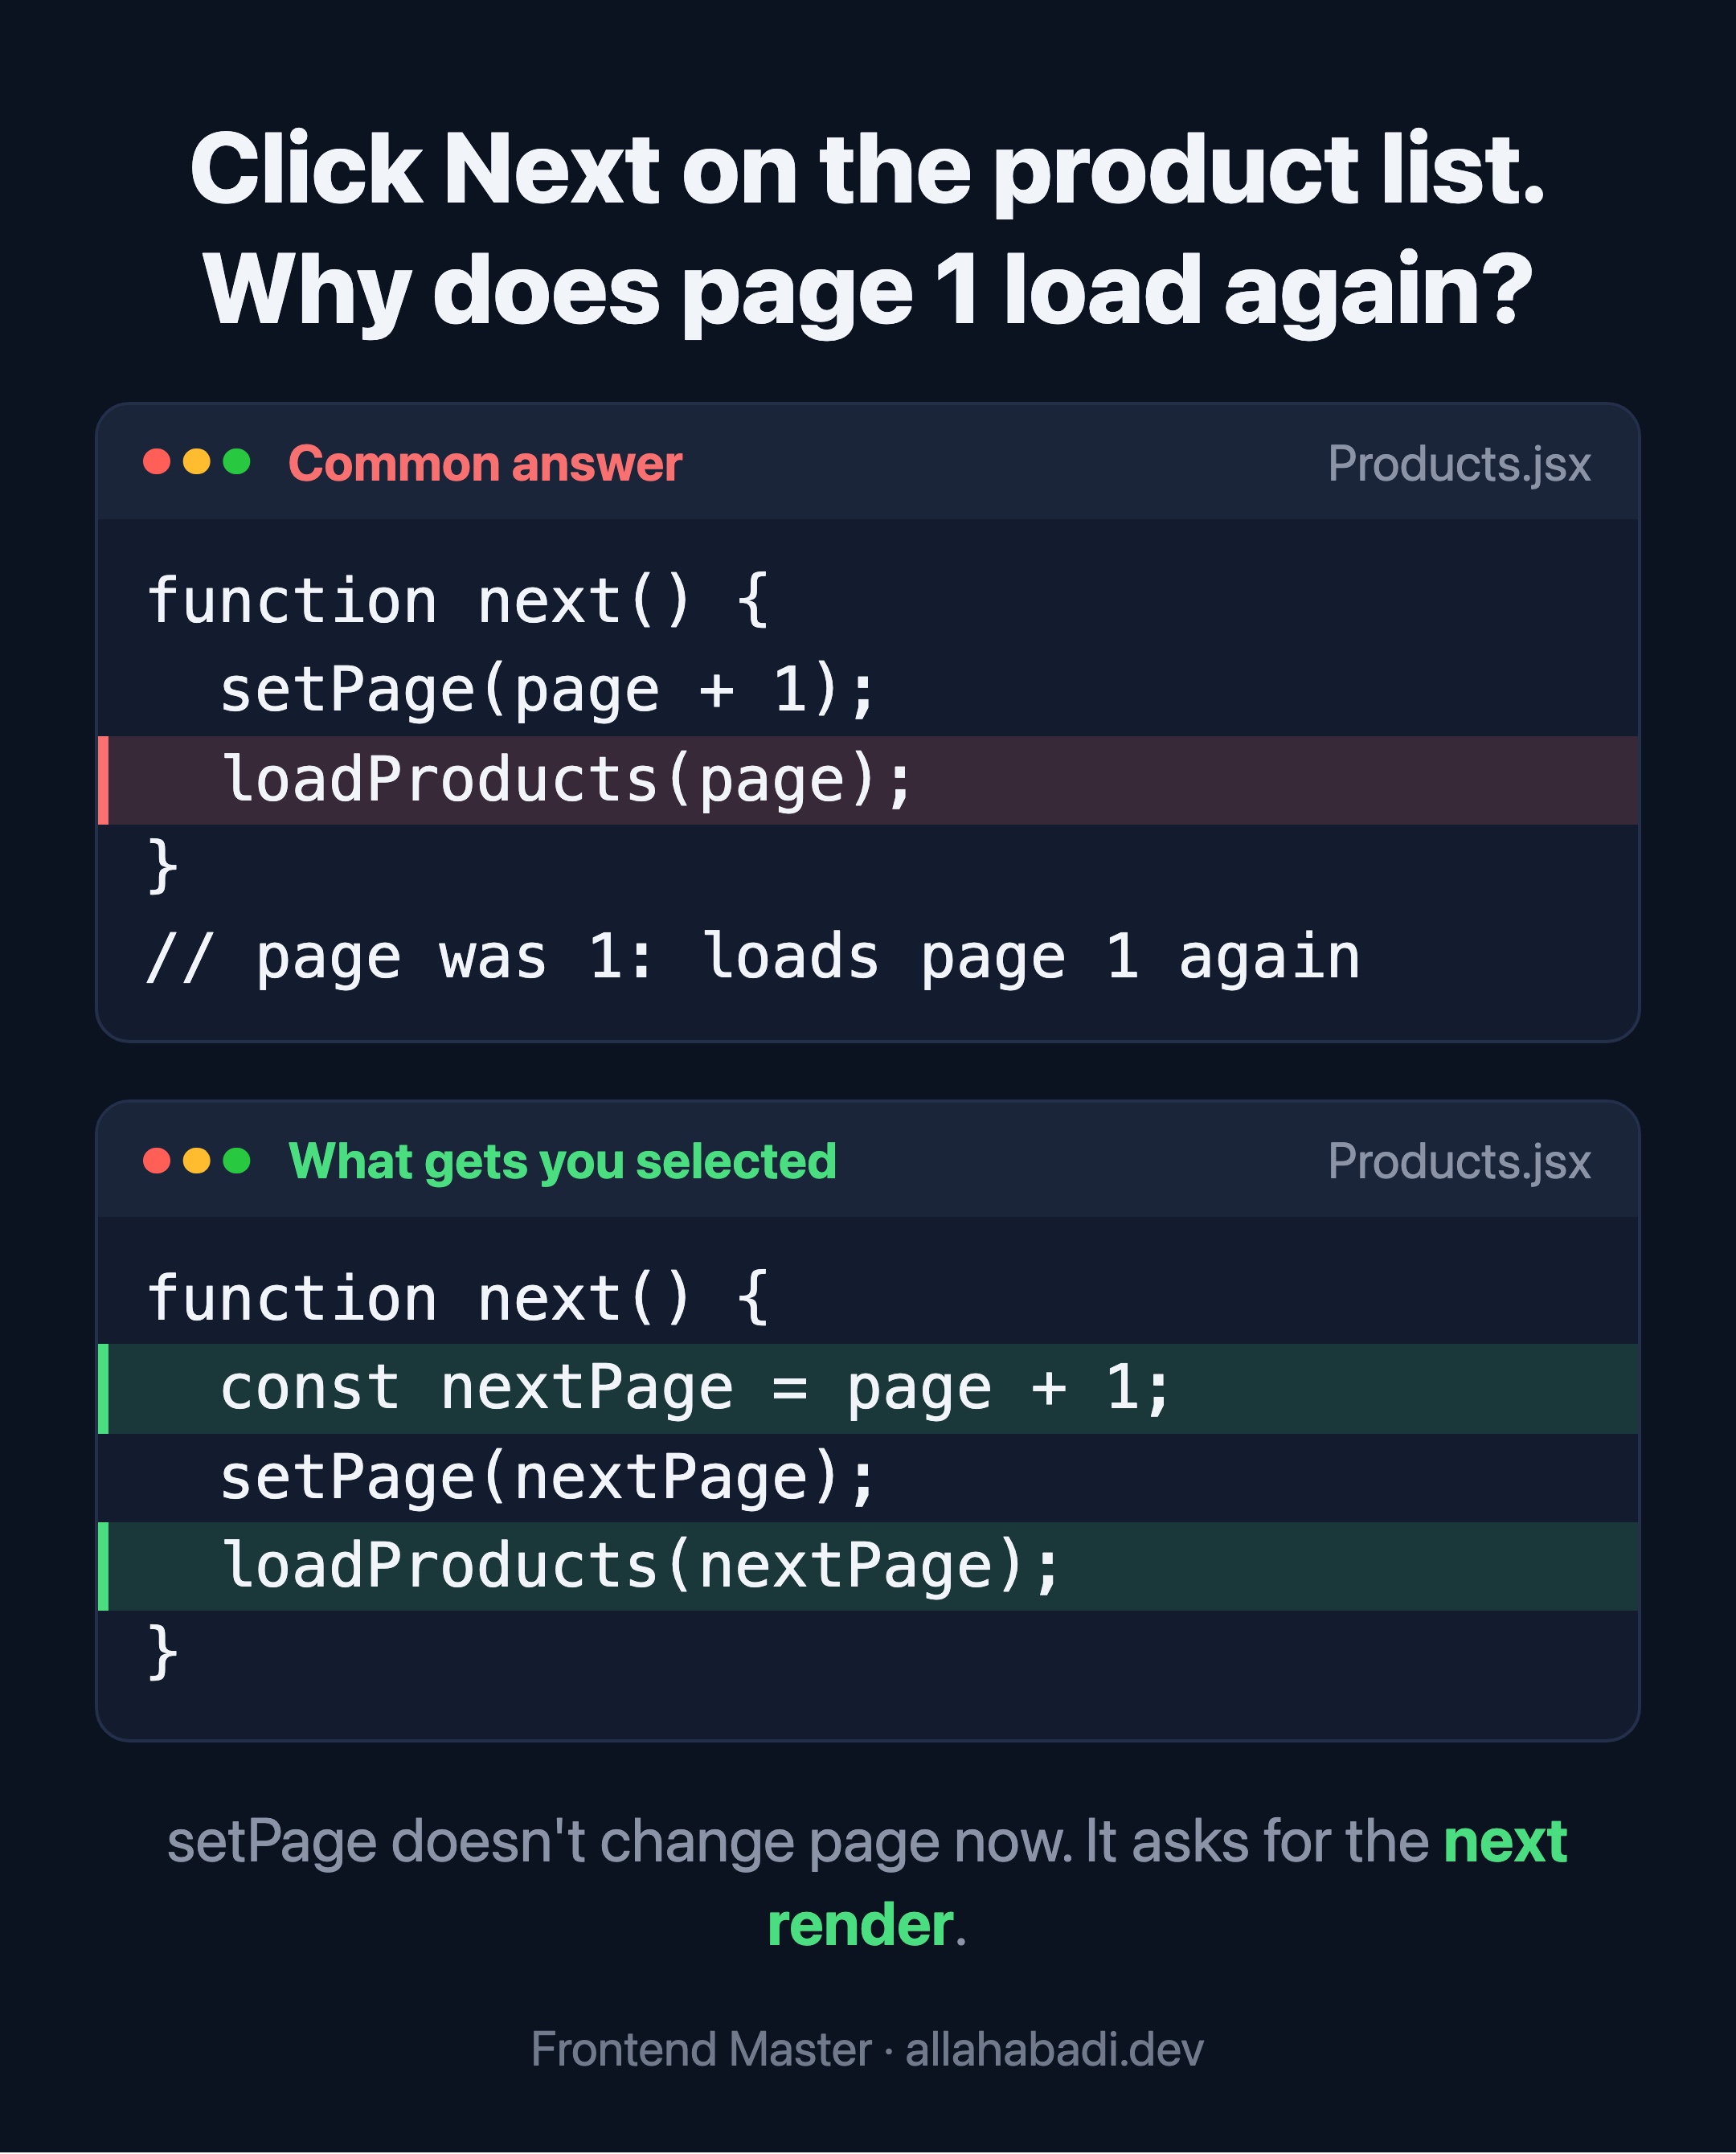 Click Next on the product list.
Why does page 1 load again?
Common answer
Products.jsx
function next() {
  setPage(page + 1);
  loadProducts(page);
}
// page was 1: loads page 1 again
What gets you selected
Products.jsx
function next() {
  const nextPage = page + 1;
  setPage(nextPage);
  loadProducts(nextPage);
}
setPage doesn't change page now. It asks for the next
render.
Frontend Master · allahabadi.dev